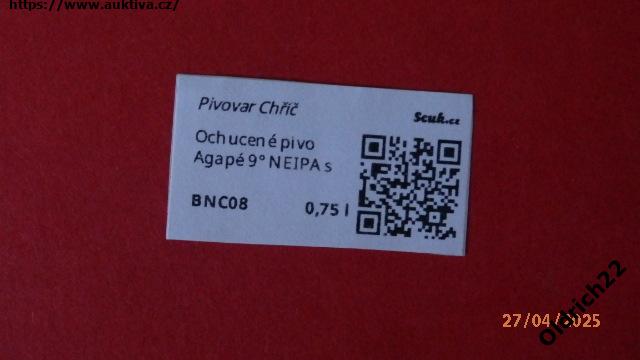 https://www.auktiva.cz/
Pivovar Chříč
Scuk.cz
Ochucené pivo
Agapé 9° NEIPA s
BNC08 0,75 l
27/04/2025
Oldrich22